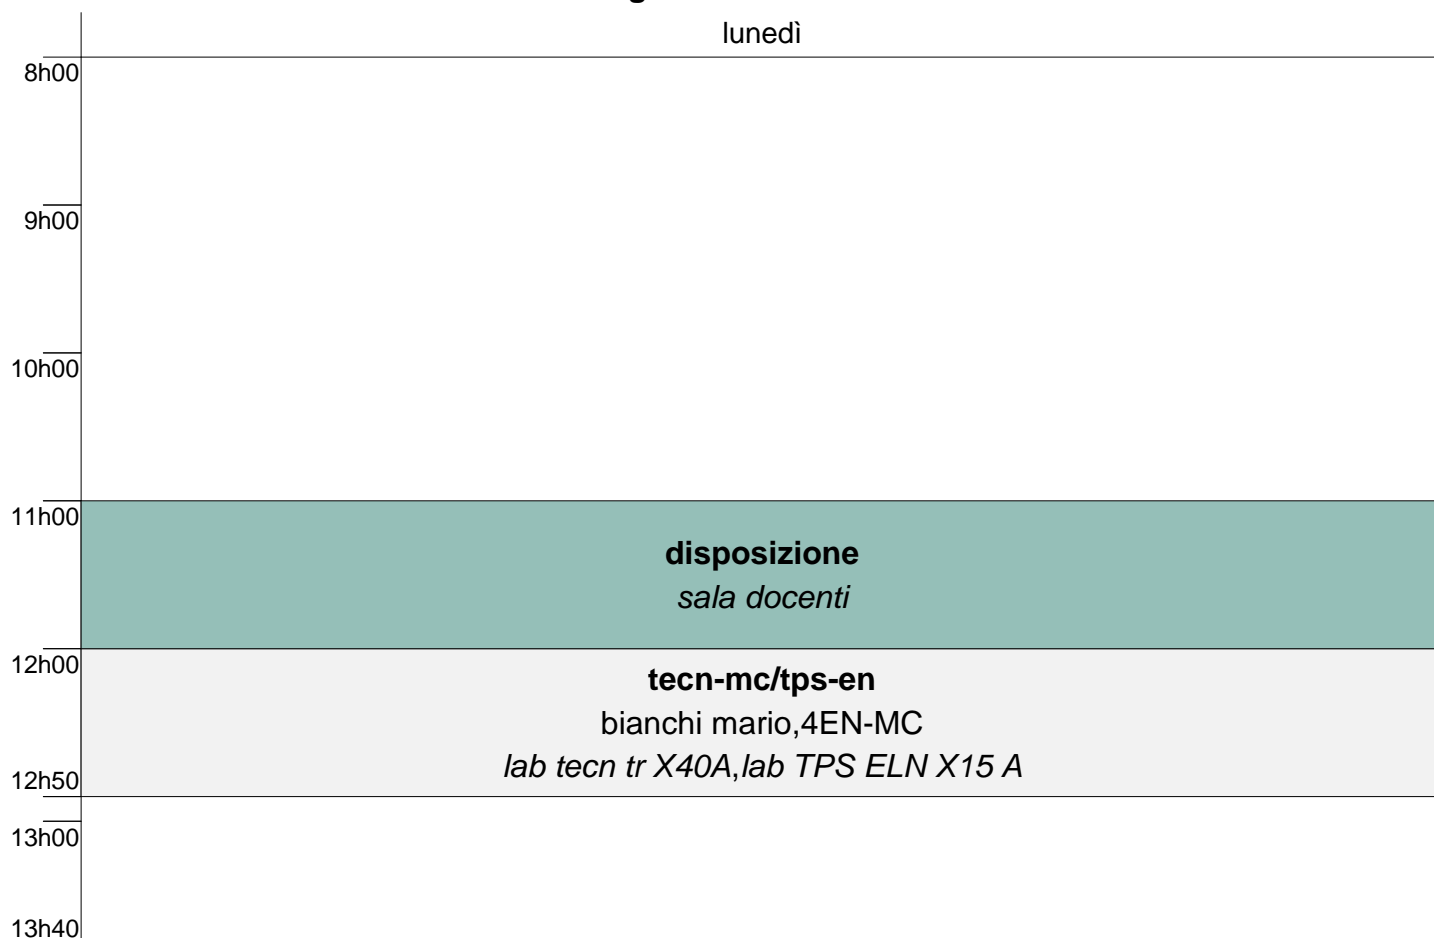 lunedì
8h00
9h00
10h00
11h00
disposizione
sala docenti
12h00
tecn-mc/tps-en
bianchi mario,4EN-MC
lab tecn tr X40A,lab TPS ELN X15 A
12h50
13h00
13h40